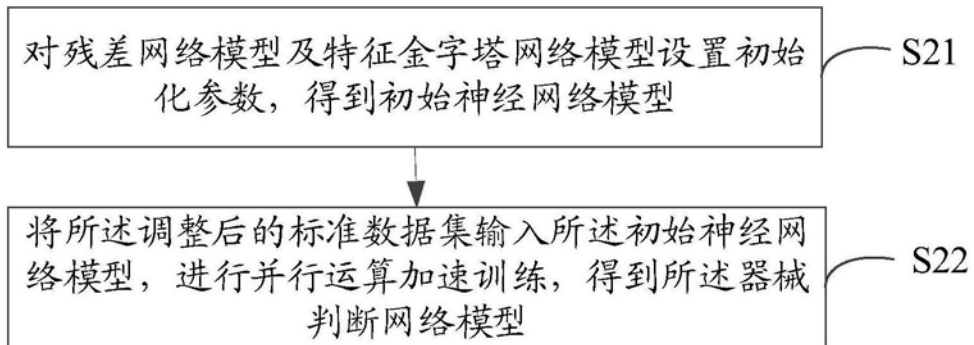 对残差网络模型及特征金字塔网络模型设置初始
化参数，得到初始神经网络模型
S21
将所述调整后的标准数据集输入所述初始神经网
络模型，进行并行运算加速训练，得到所述器械
判断网络模型
S22